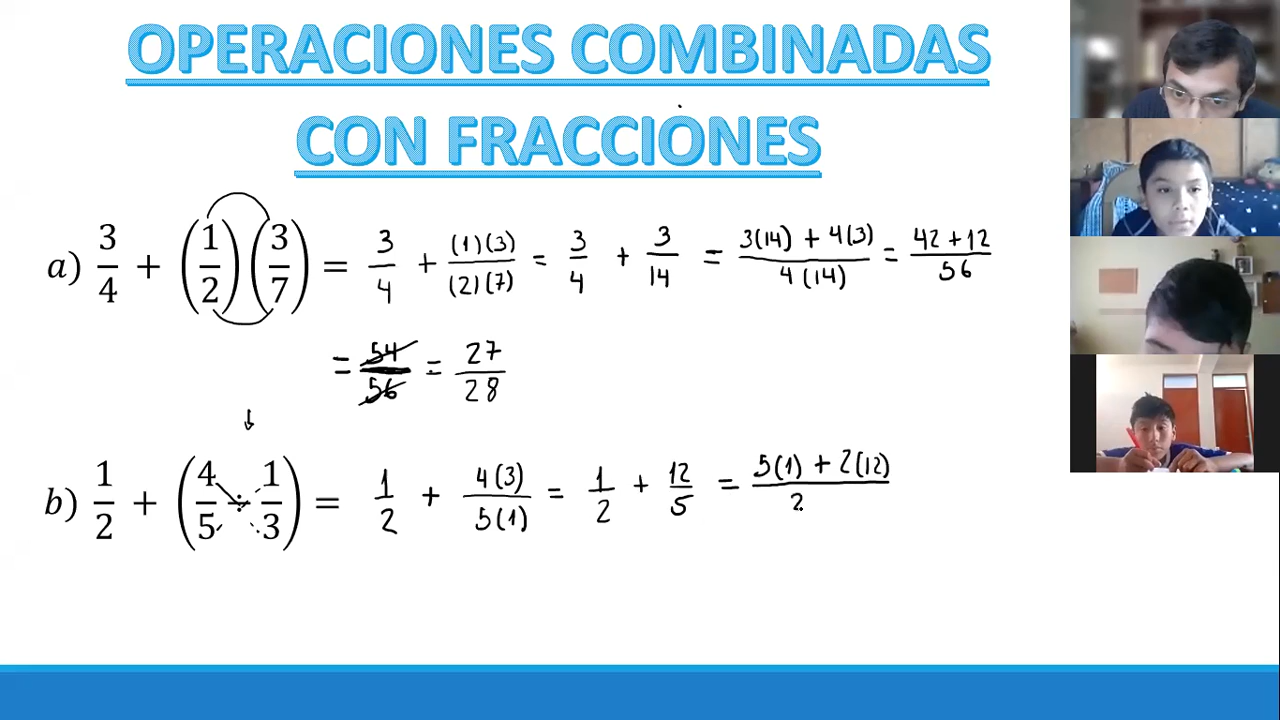 OPERACIONES COMBINADAS
CON FRACCIONES
a) 3/4 + (1/2)(3/7) = 3/4 + (1)(3)/(2)(7) = 3/4 + 3/14 = 3(14) + 4(3)/4(14) = 42 + 12/56
= 54/56 = 27/28
b) 1/2 + (4/5 ÷ 1/3) = 1/2 + 4(3)/5(1) = 1/2 + 12/5 = 5(1) + 2(12)/2